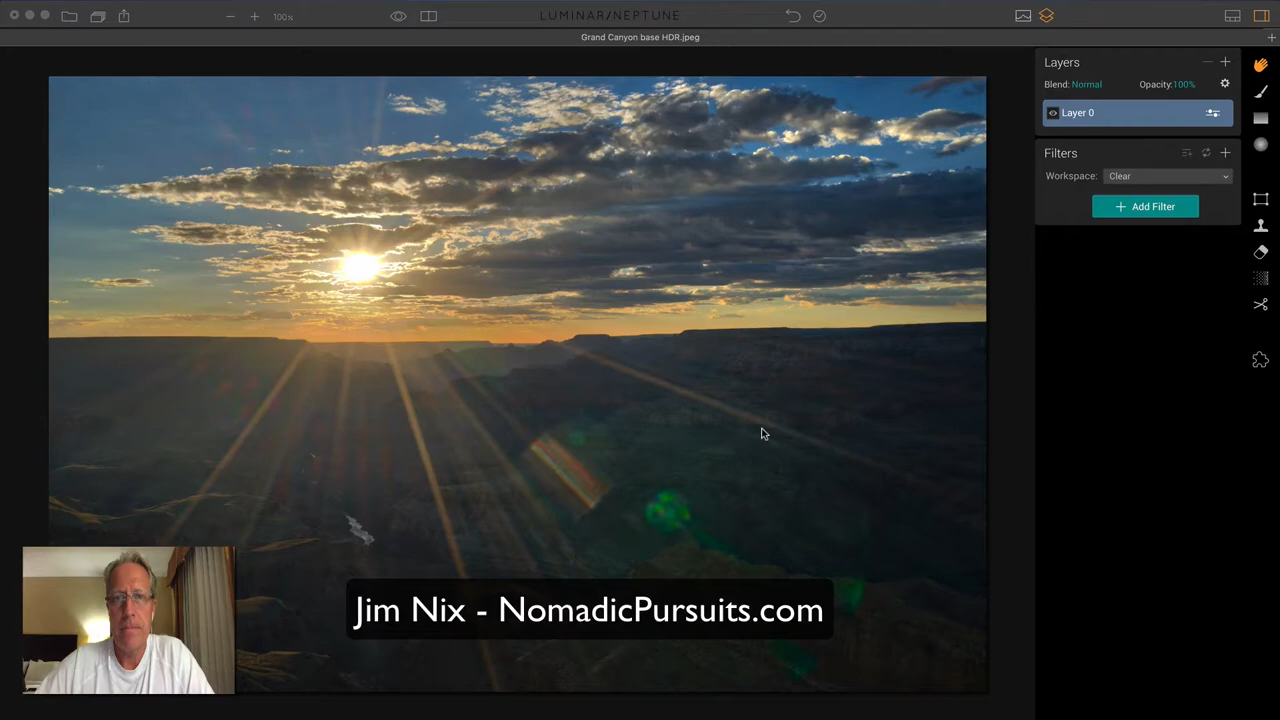 100%
LUMINAR/NEPTUNE
Grand Canyon base HDR.jpeg
Layers
Blend: Normal
Opacity:100%
Layer 0
Filters
Workspace: Clear
Add Filter
Jim Nix - NomadicPursuits.com